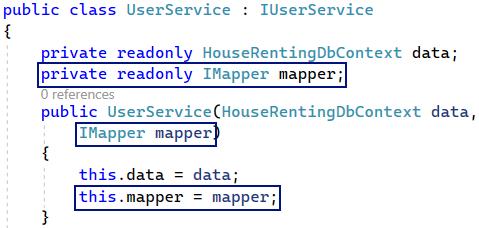 public class UserService : IUserService
{
private readonly HouseRentingDbContext data;
private readonly IMapper mapper;
0 references
public UserService(HouseRentingDbContext data,
IMapper mapper)
{
this.data = data;
this.mapper = mapper;
}